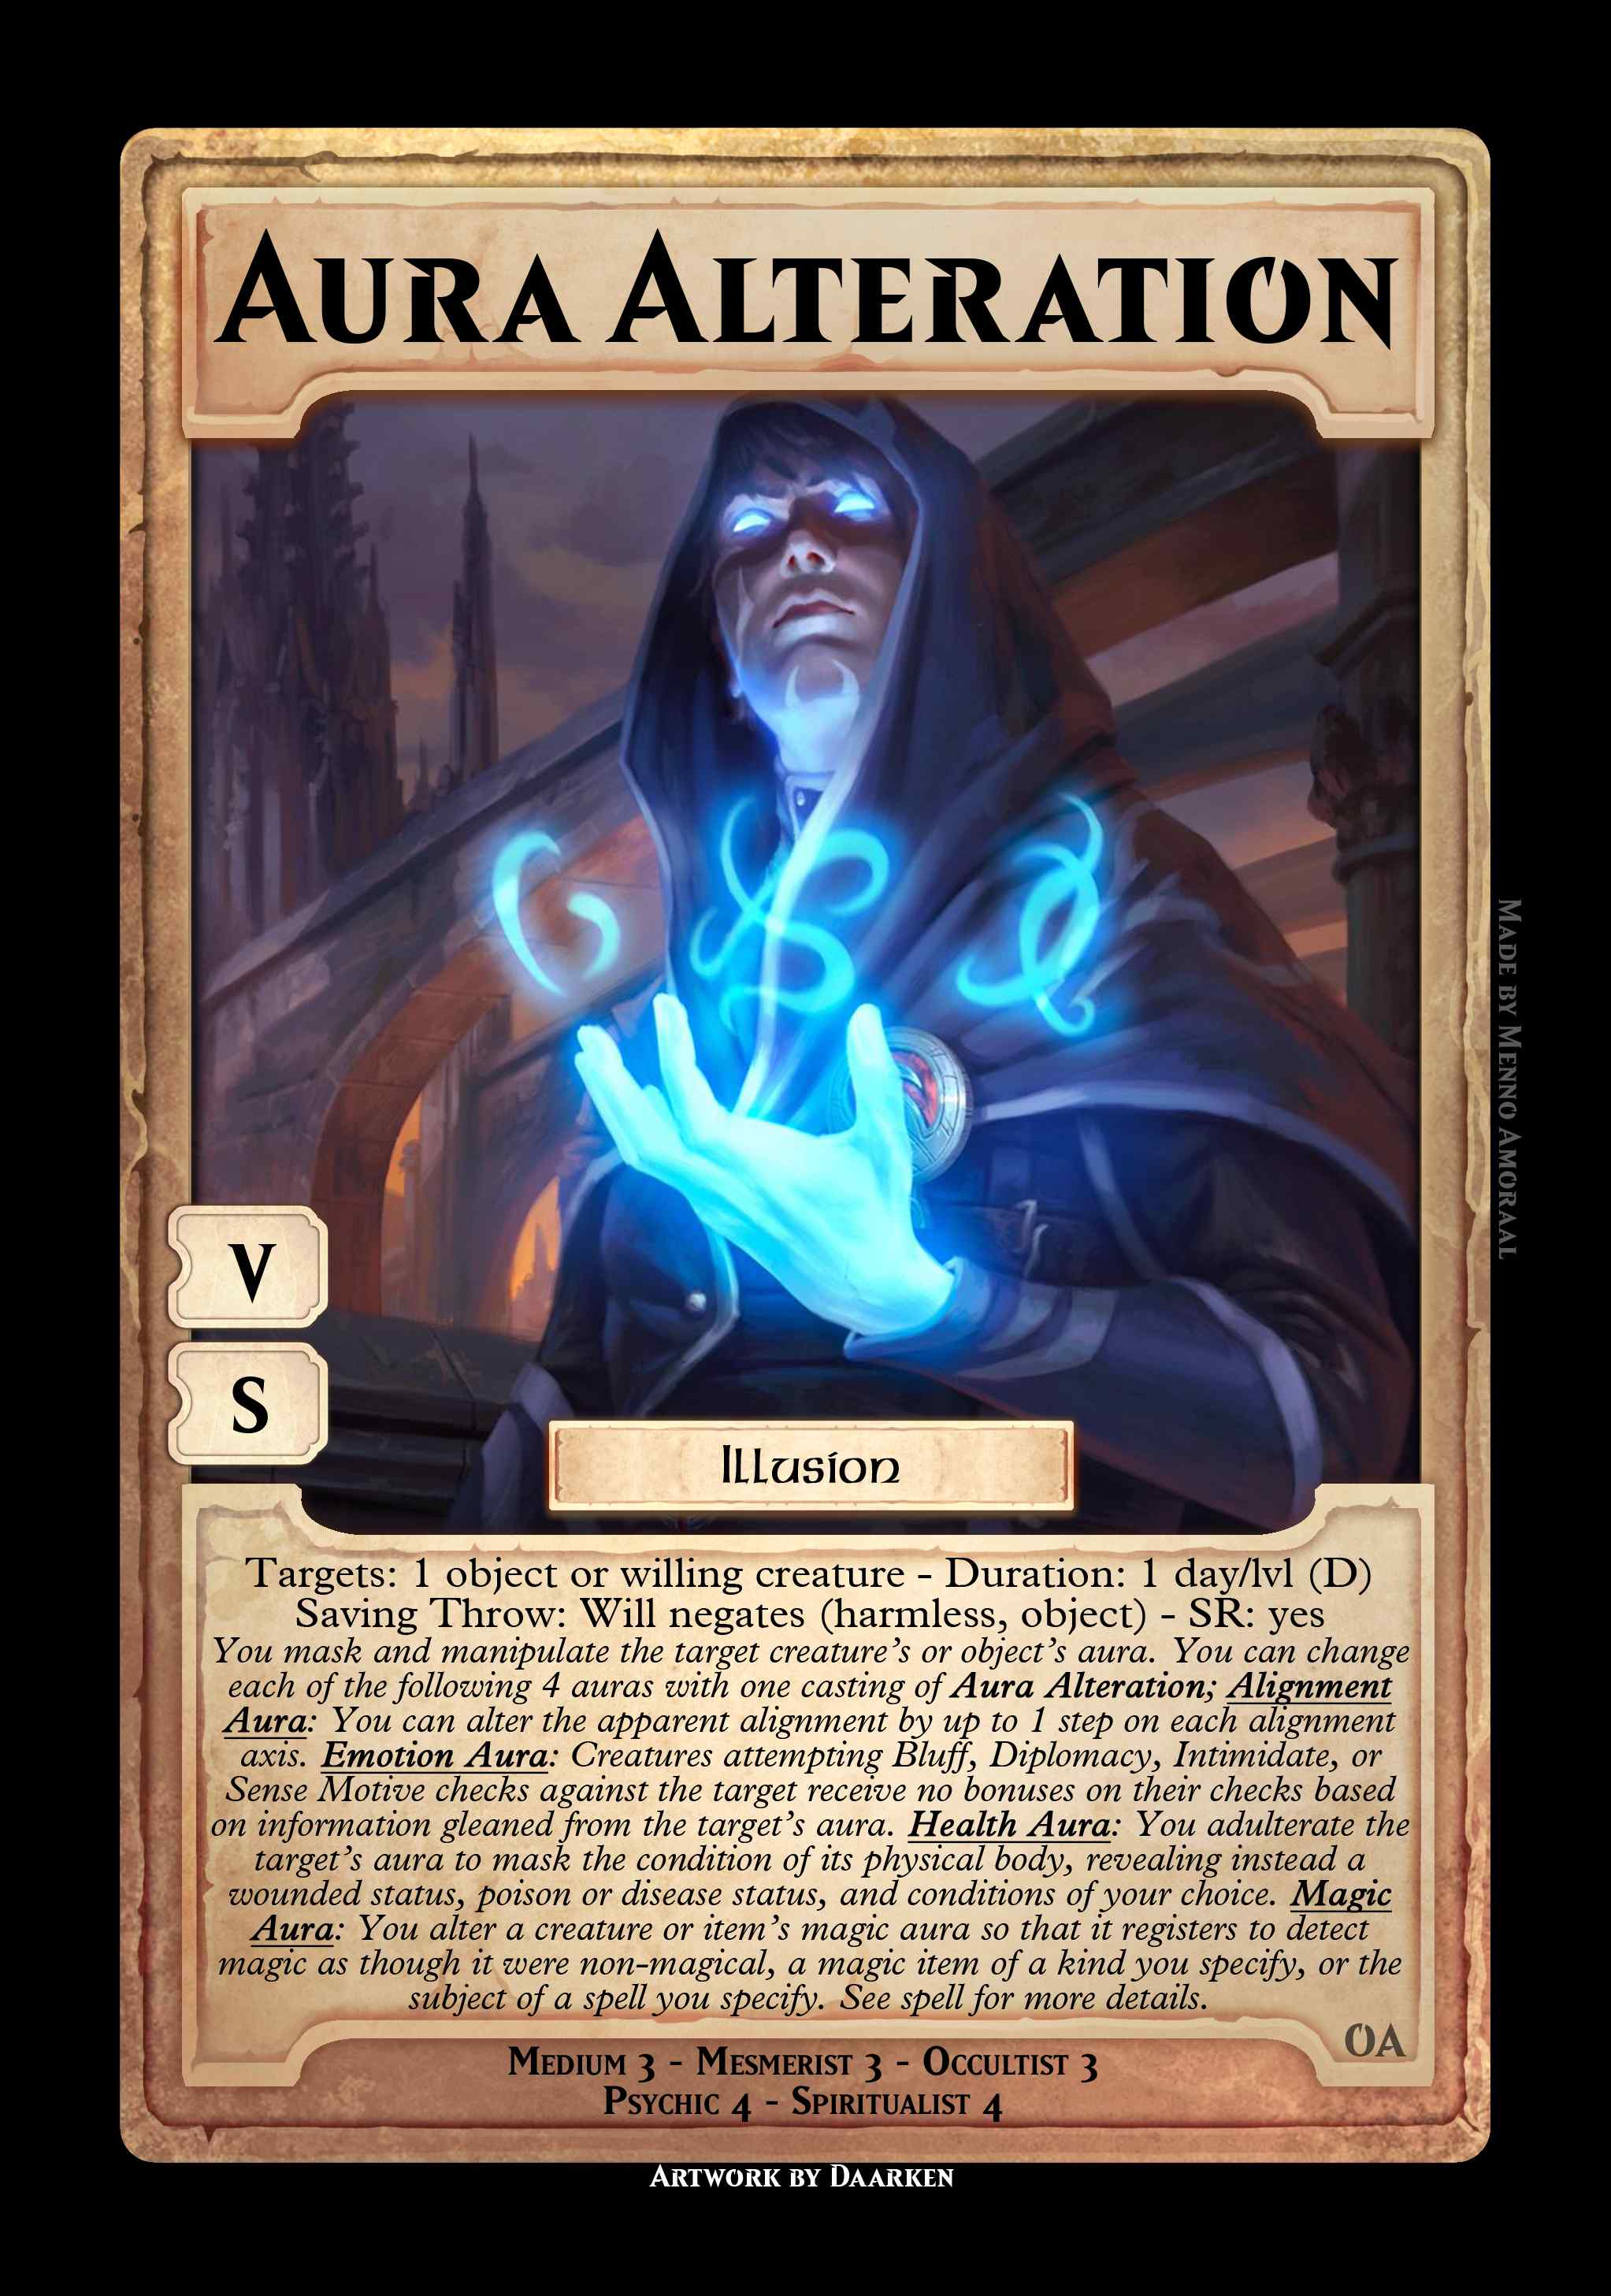 Aura Alteration
Made by Menno Amoraal
V
S
Illusion
Targets: 1 object or willing creature - Duration: 1 day/lvl (D)
Saving Throw: Will negates (harmless, object) - SR: yes
You mask and manipulate the target creature's or object's aura. You can change
each of the following 4 auras with one casting of Aura Alteration; Alignment
Aura: You can alter the apparent alignment by up to 1 step on each alignment
axis. Emotion Aura: Creatures attempting Bluff, Diplomacy, Intimidate, or
Sense Motive checks against the target receive no bonuses on their checks based
on information gleaned from the target's aura. Health Aura: You adulterate the
target's aura to mask the condition of its physical body, revealing instead a
wounded status, poison or disease status, and conditions of your choice. Magic
Aura: You alter a creature or item's magic aura so that it registers to detect
magic as though it were non-magical, a magic item of a kind you specify, or the
subject of a spell you specify. See spell for more details.
OA
Medium 3 - Mesmerist 3 - Occultist 3
Psychic 4 - Spiritualist 4
Artwork by Daarken